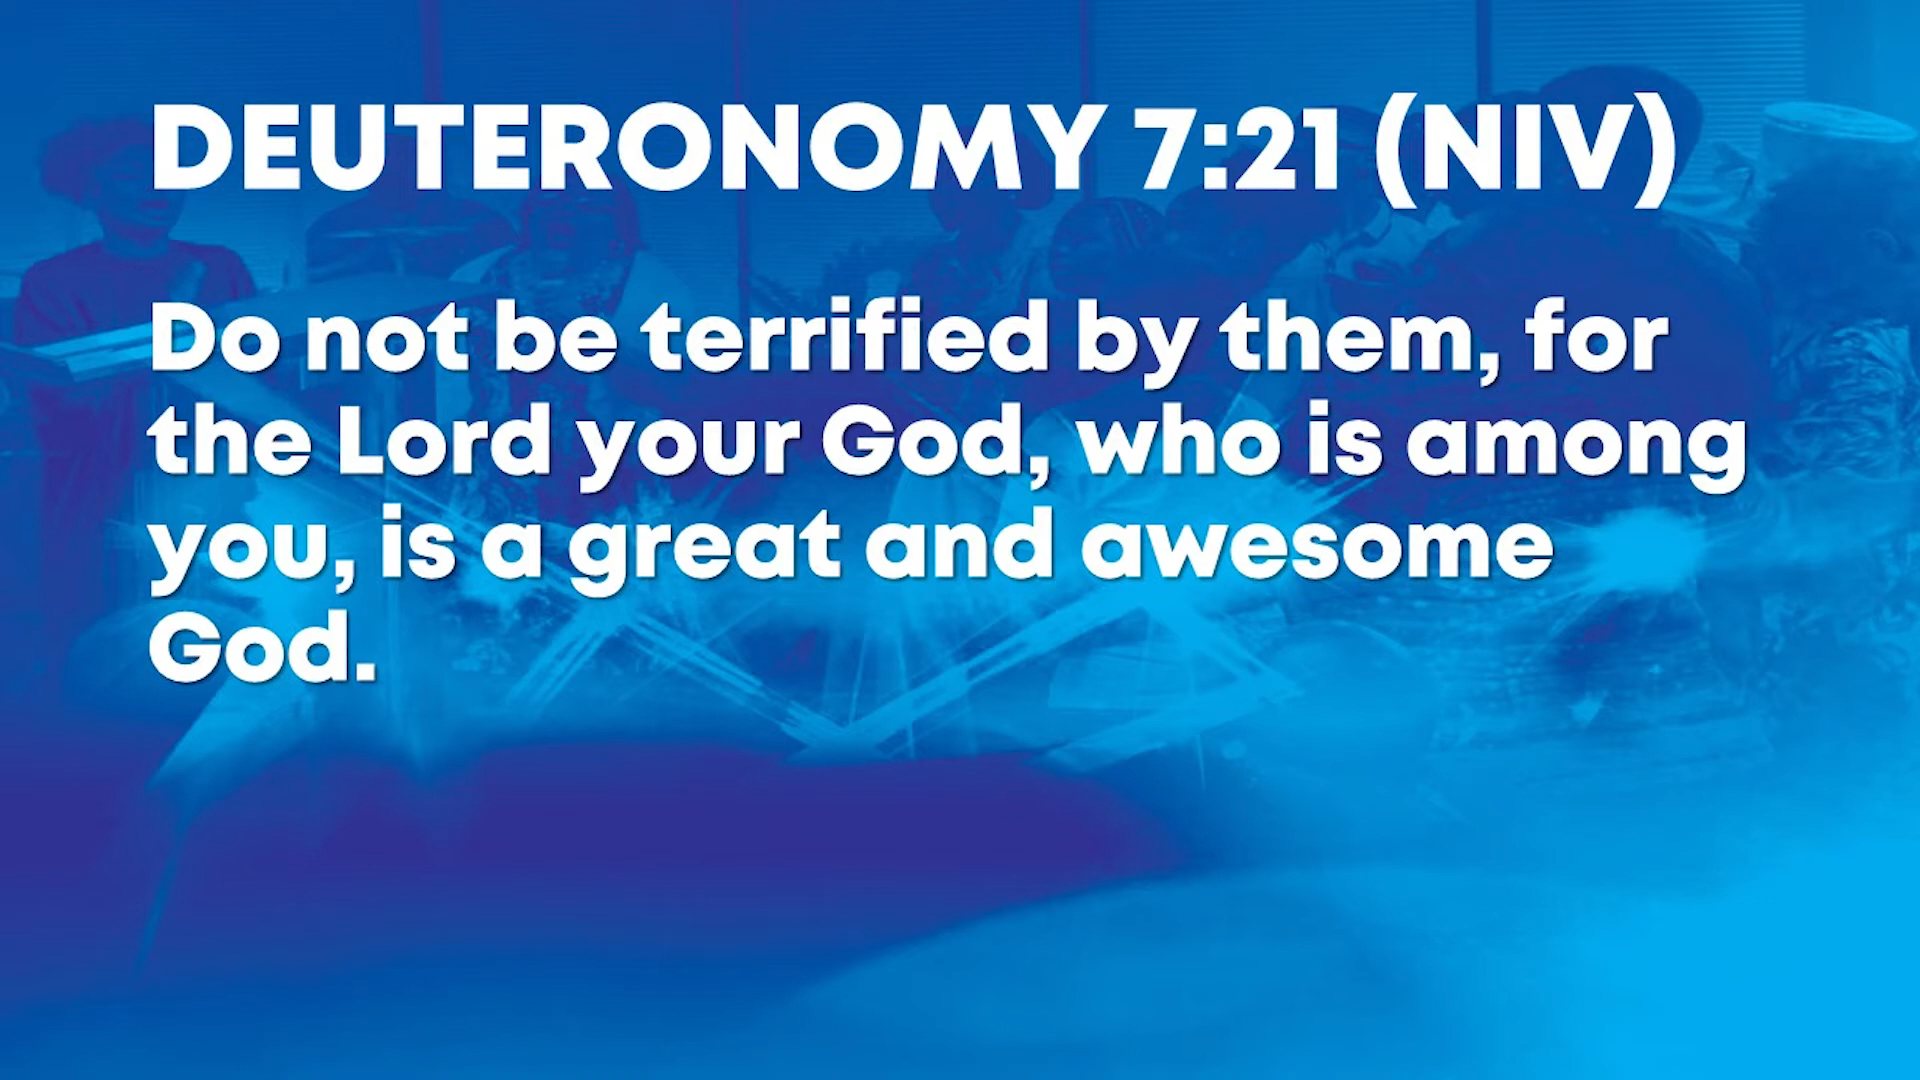 DEUTERONOMY 7:21 (NIV)
Do not be terrified by them, for
the Lord your God, who is among
you, is a great and awesome
God.